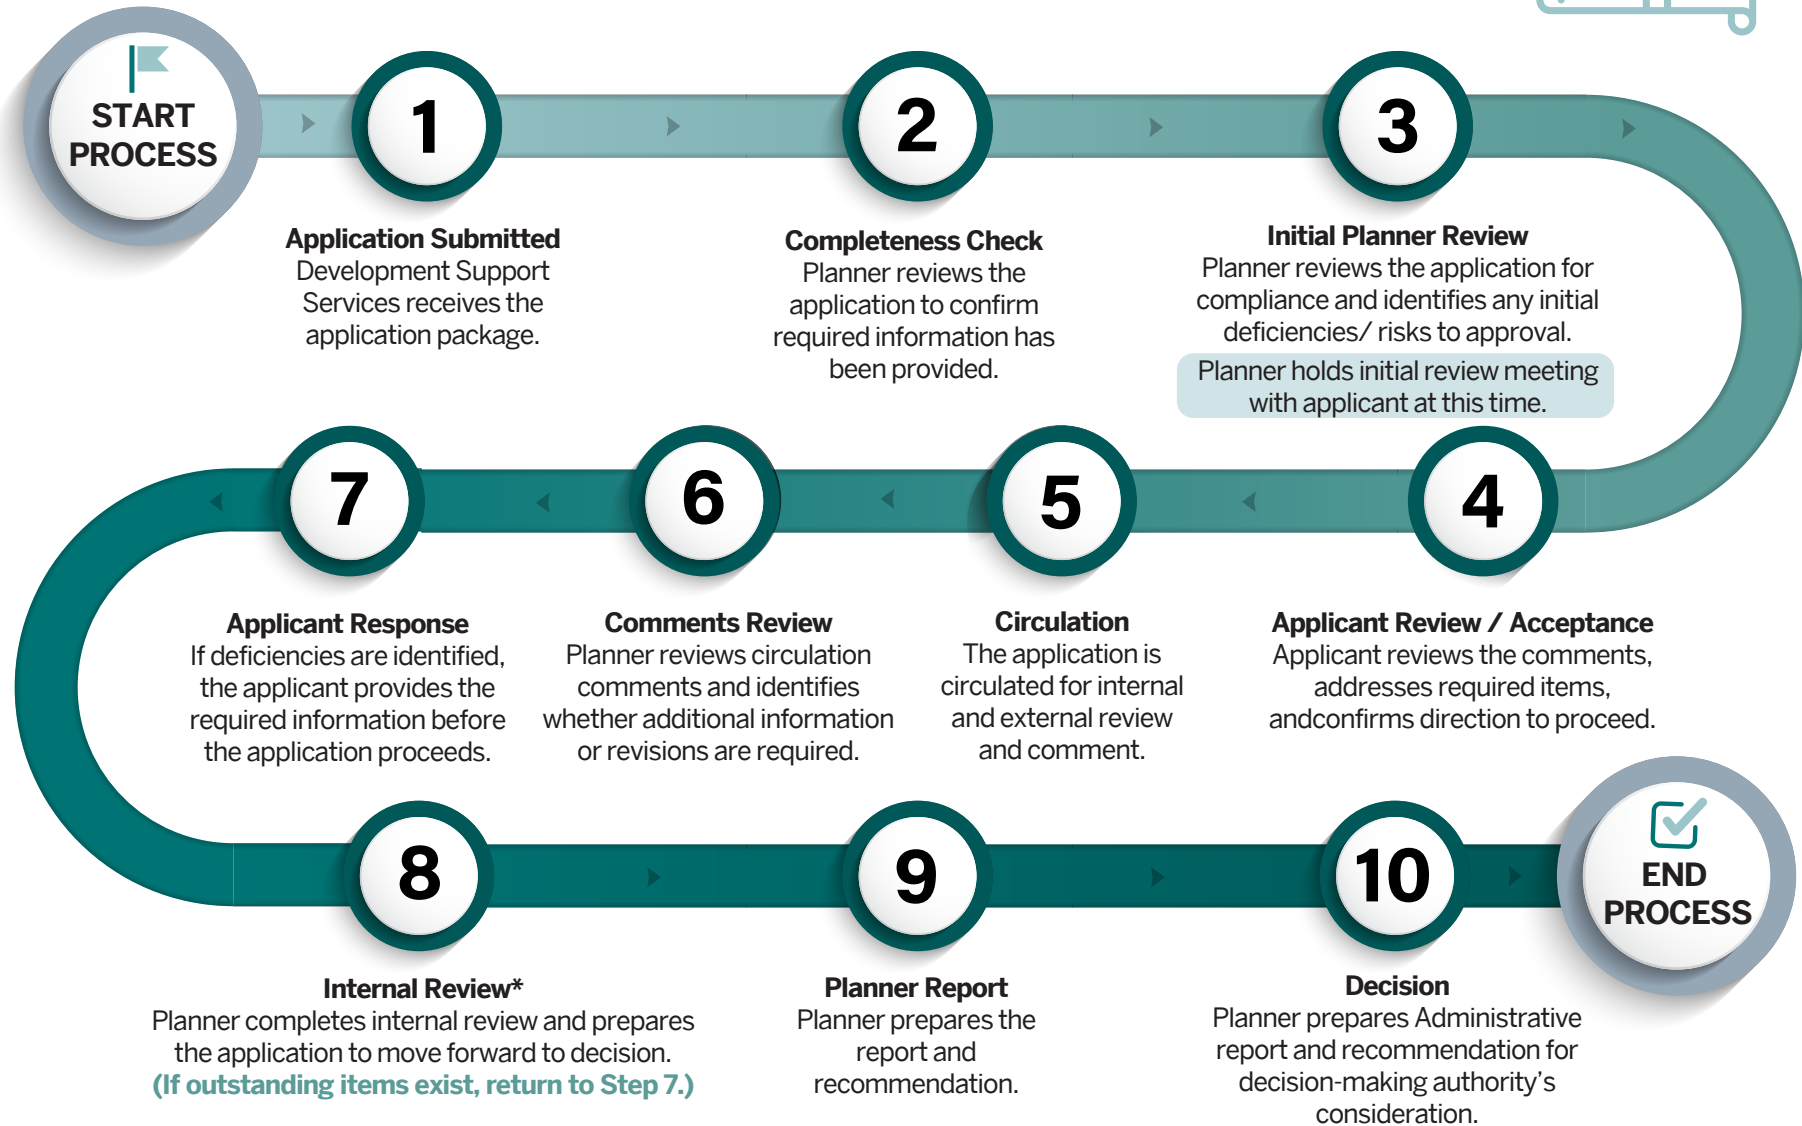 START
PROCESS
1
Application Submitted
Development Support
Services receives the
application package.
2
Completeness Check
Planner reviews the
application to confirm
required information has
been provided.
3
Initial Planner Review
Planner reviews the application for
compliance and identifies any initial
deficiencies/ risks to approval.
Planner holds initial review meeting
with applicant at this time.
4
Applicant Review / Acceptance
Applicant reviews the comments,
addresses required items,
andconfirms direction to proceed.
5
Circulation
The application is
circulated for internal
and external review
and comment.
6
Comments Review
Planner reviews circulation
comments and identifies
whether additional information
or revisions are required.
7
Applicant Response
If deficiencies are identified,
the applicant provides the
required information before
the application proceeds.
8
Internal Review*
Planner completes internal review and prepares
the application to move forward to decision.
(If outstanding items exist, return to Step 7.)
9
Planner Report
Planner prepares the
report and
recommendation.
10
Decision
Planner prepares Administrative
report and recommendation for
decision-making authority’s
consideration.
END
PROCESS